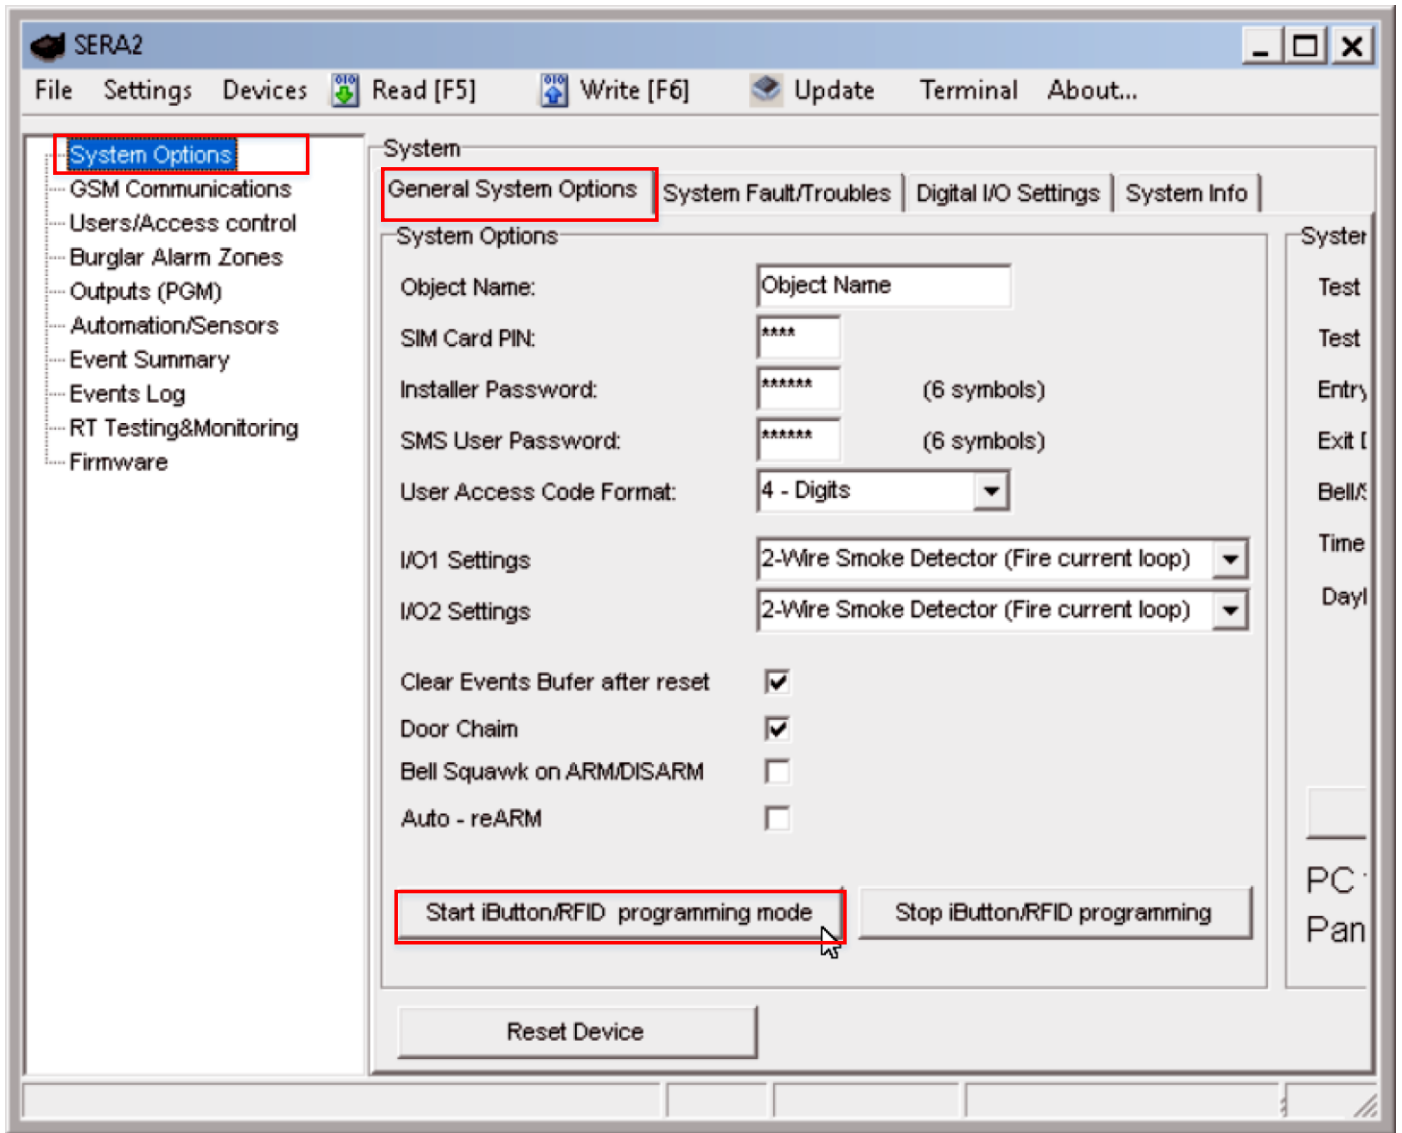 SERA2
File Settings Devices Read [F5] Write [F6] Update Terminal About...
System Options
GSM Communications
Users/Access control
Burglar Alarm Zones
Outputs (PGM)
Automation/Sensors
Event Summary
Events Log
RT Testing&Monitoring
Firmware
System
General System Options System Fault/Troubles Digital I/O Settings System Info
System Options
Object Name: Object Name
SIM Card PIN: ****
Installer Password: ****** (6 symbols)
SMS User Password: ****** (6 symbols)
User Access Code Format: 4 - Digits
I/O1 Settings 2-Wire Smoke Detector (Fire current loop)
I/O2 Settings 2-Wire Smoke Detector (Fire current loop)
Clear Events Bufer after reset
Door Chaim
Bell Squawk on ARM/DISARM
Auto - reARM
Start iButton/RFID programming mode Stop iButton/RFID programming
Reset Device
Test
Test
Entry
Exit
Bell/
Time
Dayl
PC
Pan